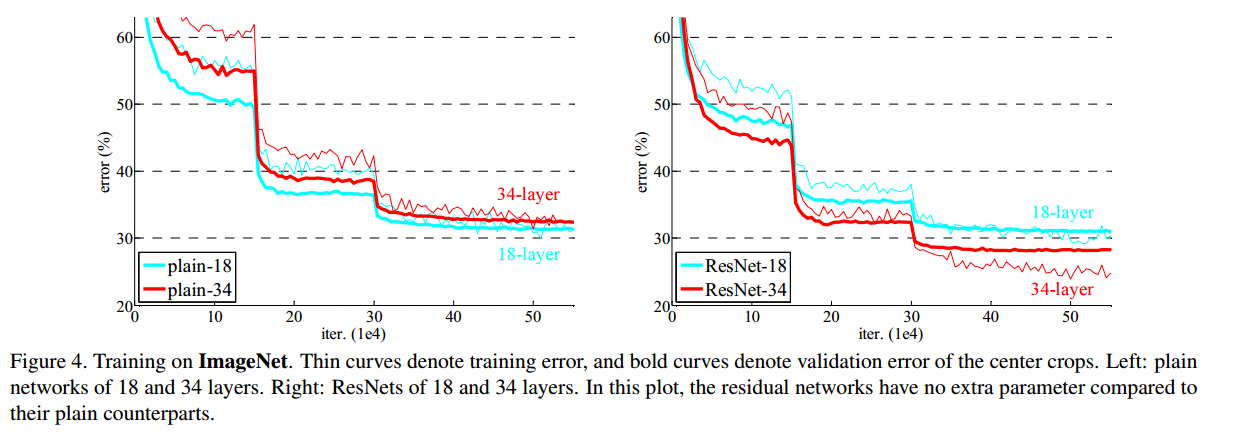 60
50
40
30
20
error (%)
0 10 20 30 40 50
iter. (1e4)
34-layer
18-layer
plain-18
plain-34
60
50
40
30
20
error (%)
0 10 20 30 40 50
iter. (1e4)
18-layer
34-layer
ResNet-18
ResNet-34
Figure 4. Training on ImageNet. Thin curves denote training error, and bold curves denote validation error of the center crops. Left: plain
networks of 18 and 34 layers. Right: ResNets of 18 and 34 layers. In this plot, the residual networks have no extra parameter compared to
their plain counterparts.